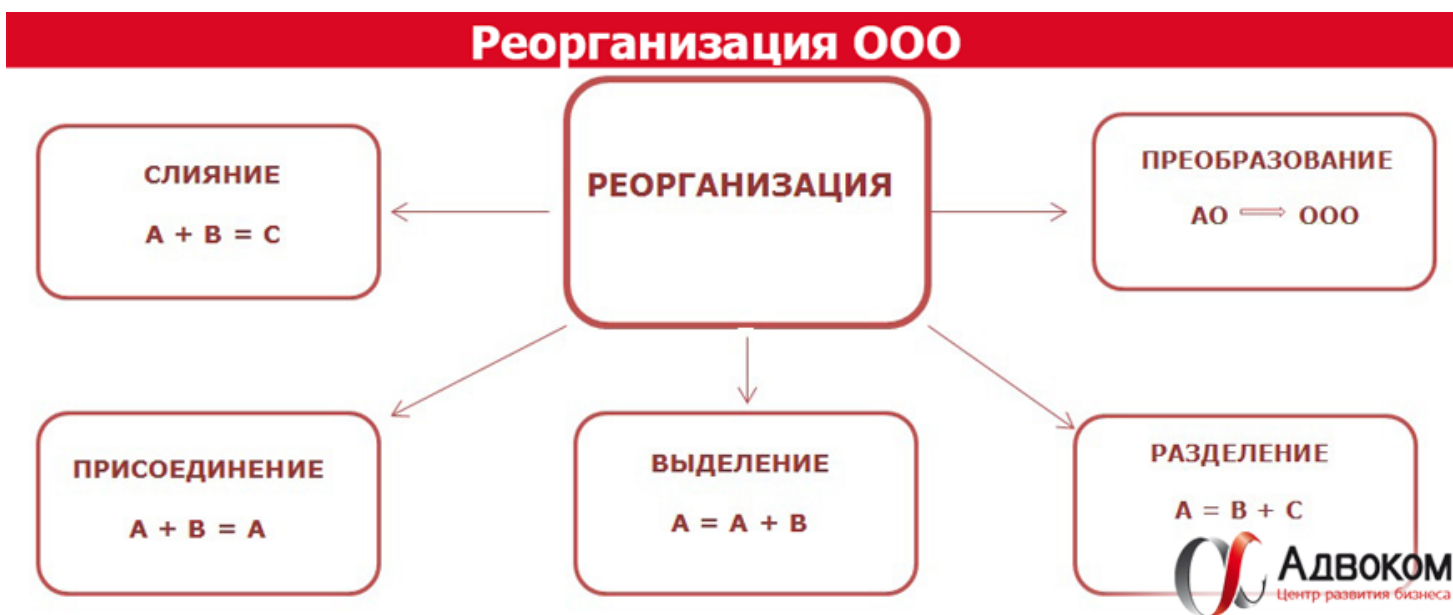 Реорганизация ООО
РЕОРГАНИЗАЦИЯ
СЛИЯНИЕ
А + В = С
ПРЕОБРАЗОВАНИЕ
АО ⟹ ООО
ПРИСОЕДИНЕНИЕ
А + В = А
ВЫДЕЛЕНИЕ
А = А + В
РАЗДЕЛЕНИЕ
А = В + С
Адвоком
Центр развития бизнеса